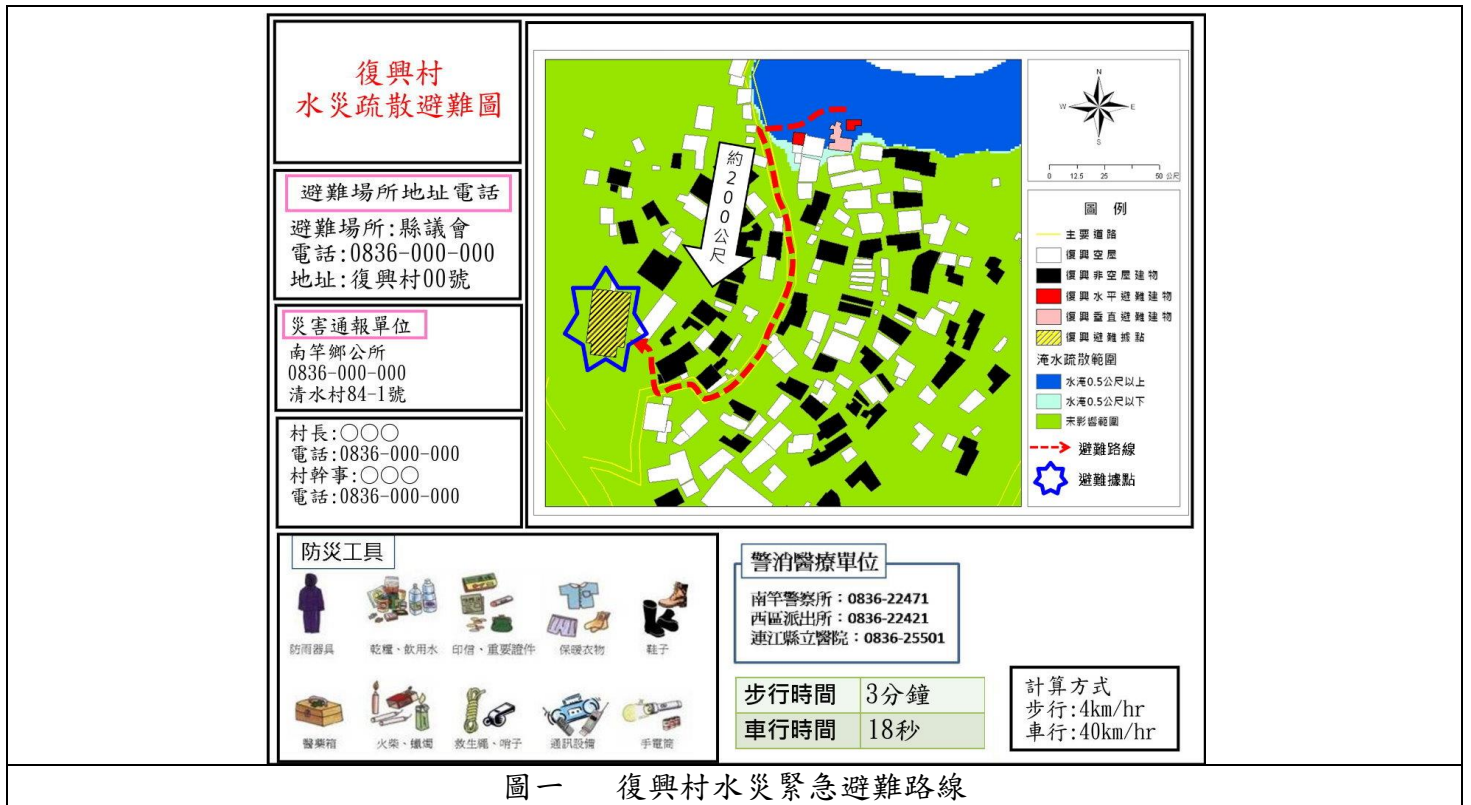 復興村
水災疏散避難圖
避難場所地址電話
避難場所:縣議會
電話:0836-000-000
地址:復興村00號
災害通報單位
南竿鄉公所
0836-000-000
清水村84-1號
村長:○○○
電話:0836-000-000
村幹事:○○○
電話:0836-000-000
約200公尺
N
W
E
S
0 12.5 25 50 公尺
圖 例
主要道路
復興空屋
復興非空屋建物
復興水平避難建物
復興垂直避難建物
復興避難據點
淹水疏散範圍
水淹0.5公尺以上
水淹0.5公尺以下
未影響範圍
避難路線
避難據點
防災工具
防雨器具
乾糧、飲用水
印信、重要證件
保暖衣物
鞋子
醫藥箱
火柴、蠟燭
救生繩、哨子
通訊設備
手電筒
警消醫療單位
南竿警察所：0836-22471
西區派出所：0836-22421
連江縣立醫院：0836-25501
步行時間 3分鐘
車行時間 18秒
計算方式
步行:4km/hr
車行:40km/hr
圖一 復興村水災緊急避難路線